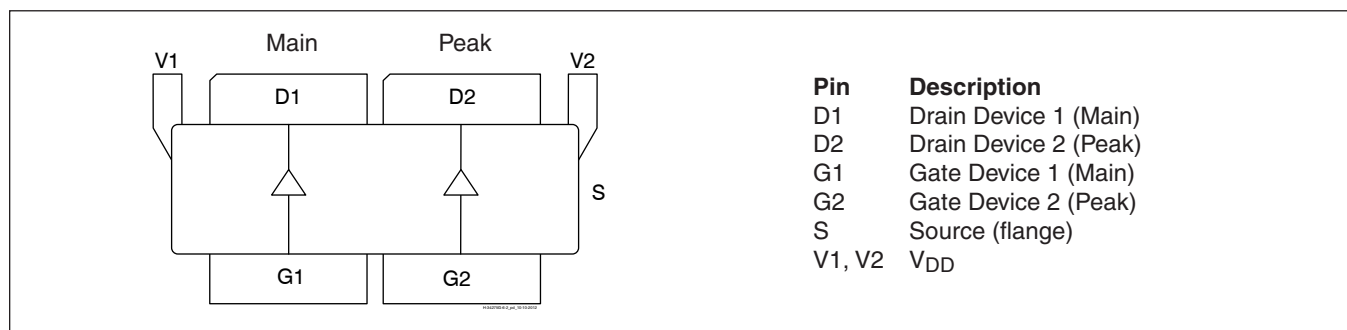 Main Peak
V1 V2
D1 D2
S
G1 G2
Pin Description
D1 Drain Device 1 (Main)
D2 Drain Device 2 (Peak)
G1 Gate Device 1 (Main)
G2 Gate Device 2 (Peak)
S Source (flange)
V1, V2 VDD